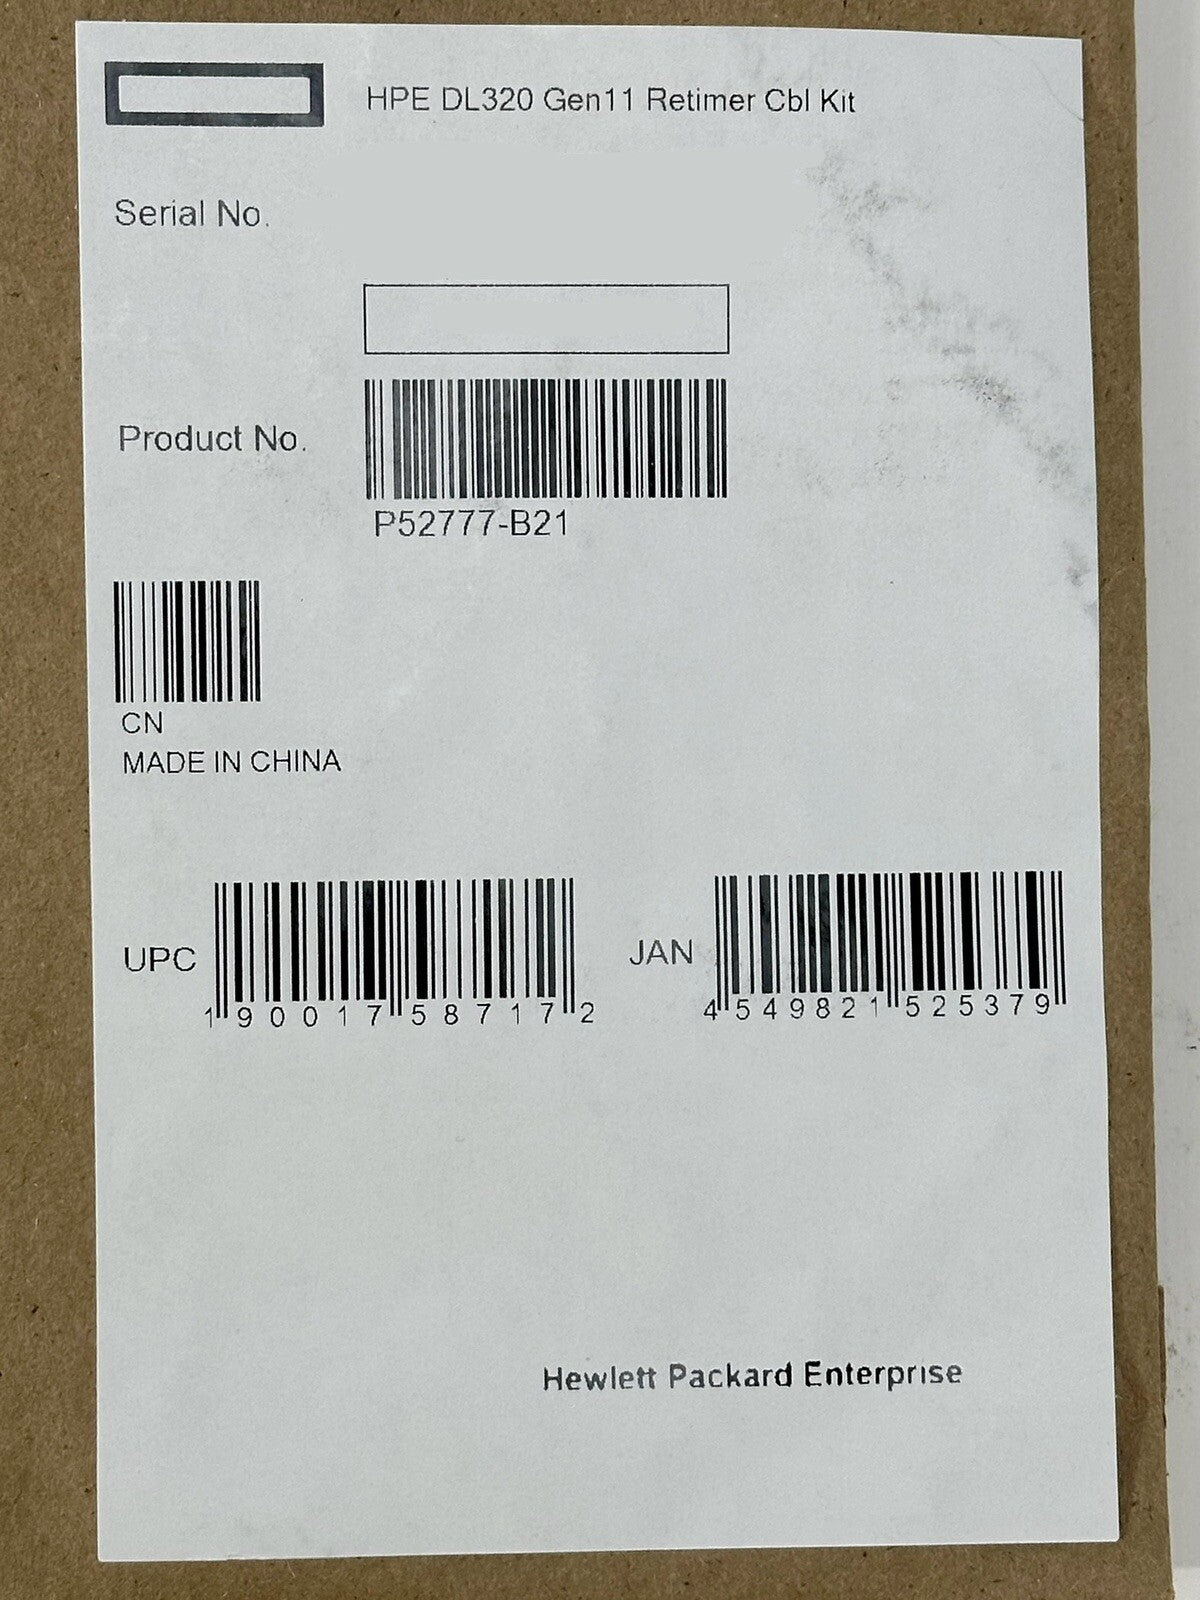 HPE DL320 Gen11 Retimer Cbl Kit
Serial No.
Product No.
P52777-B21
CN
MADE IN CHINA
UPC 1 90017 58717 2
JAN 4 549821 525379
Hewlett Packard Enterprise